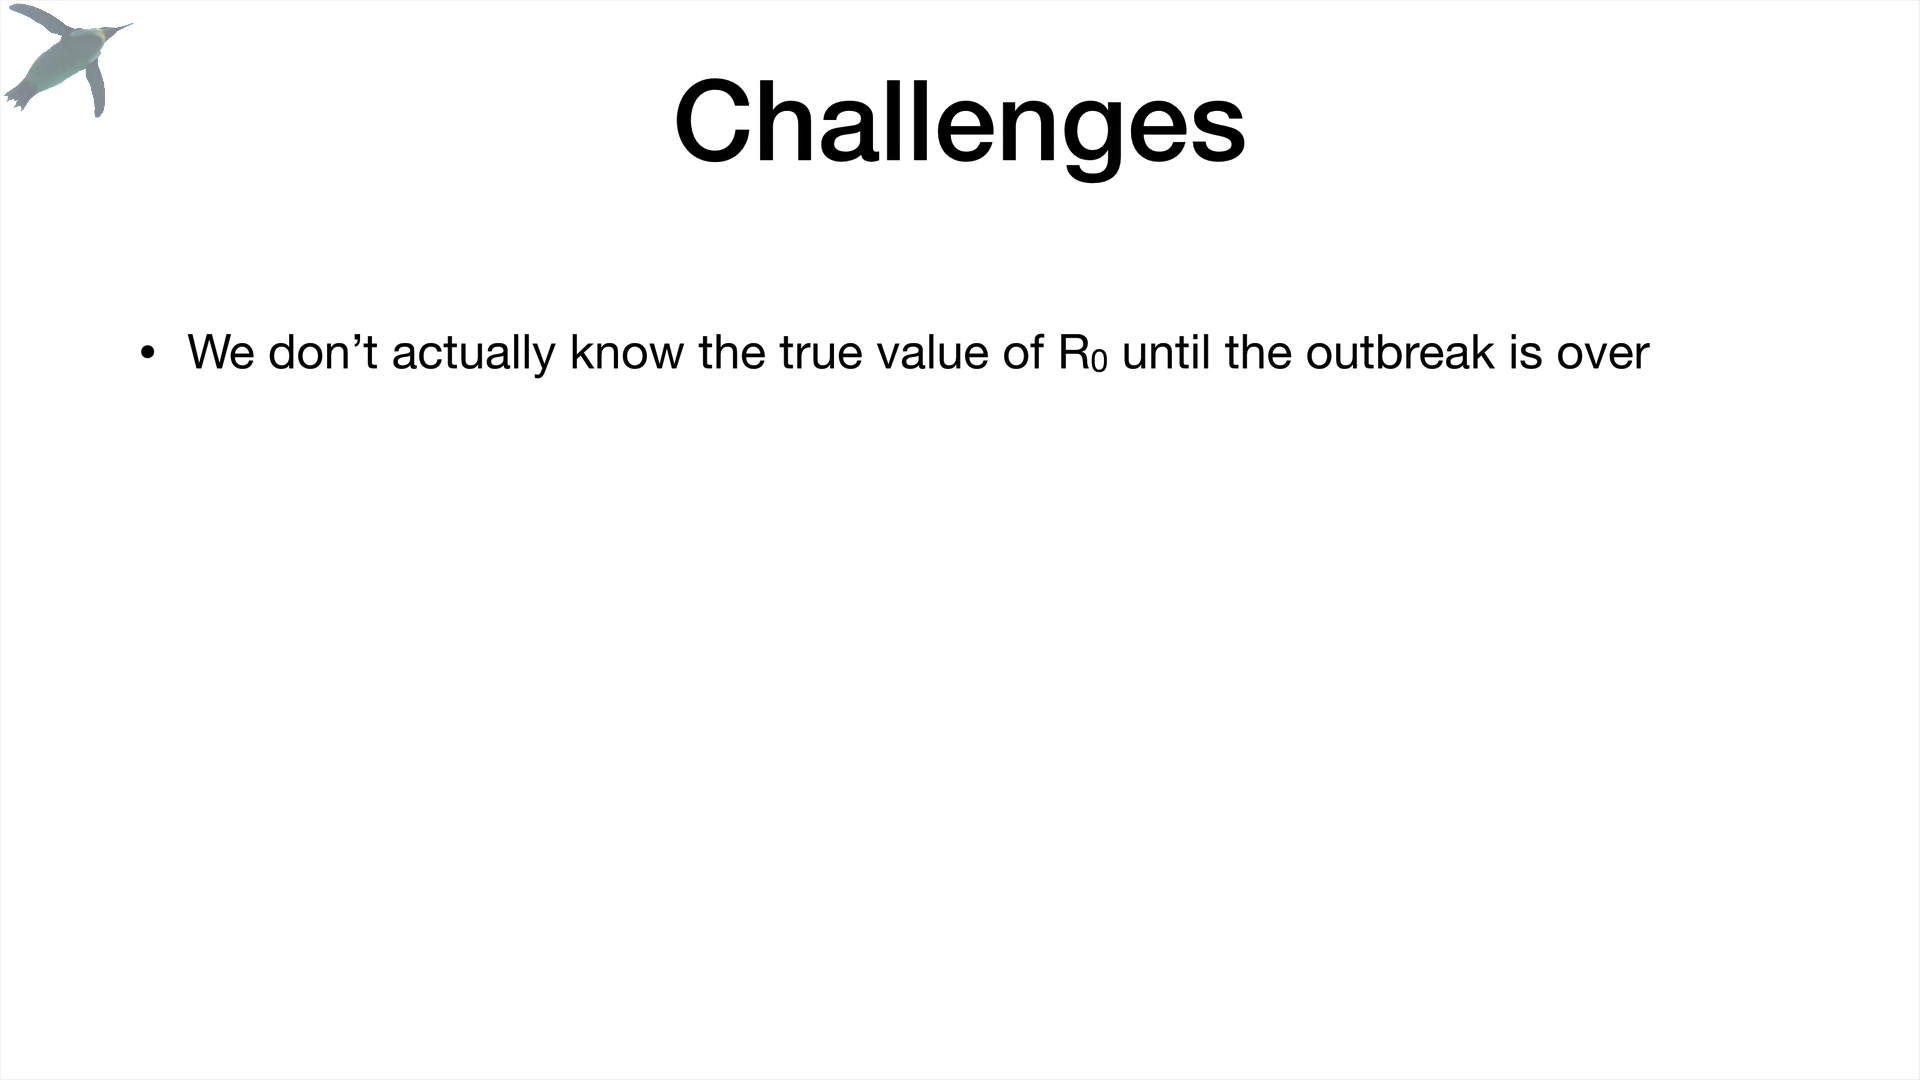 Challenges
• We don’t actually know the true value of R₀ until the outbreak is over